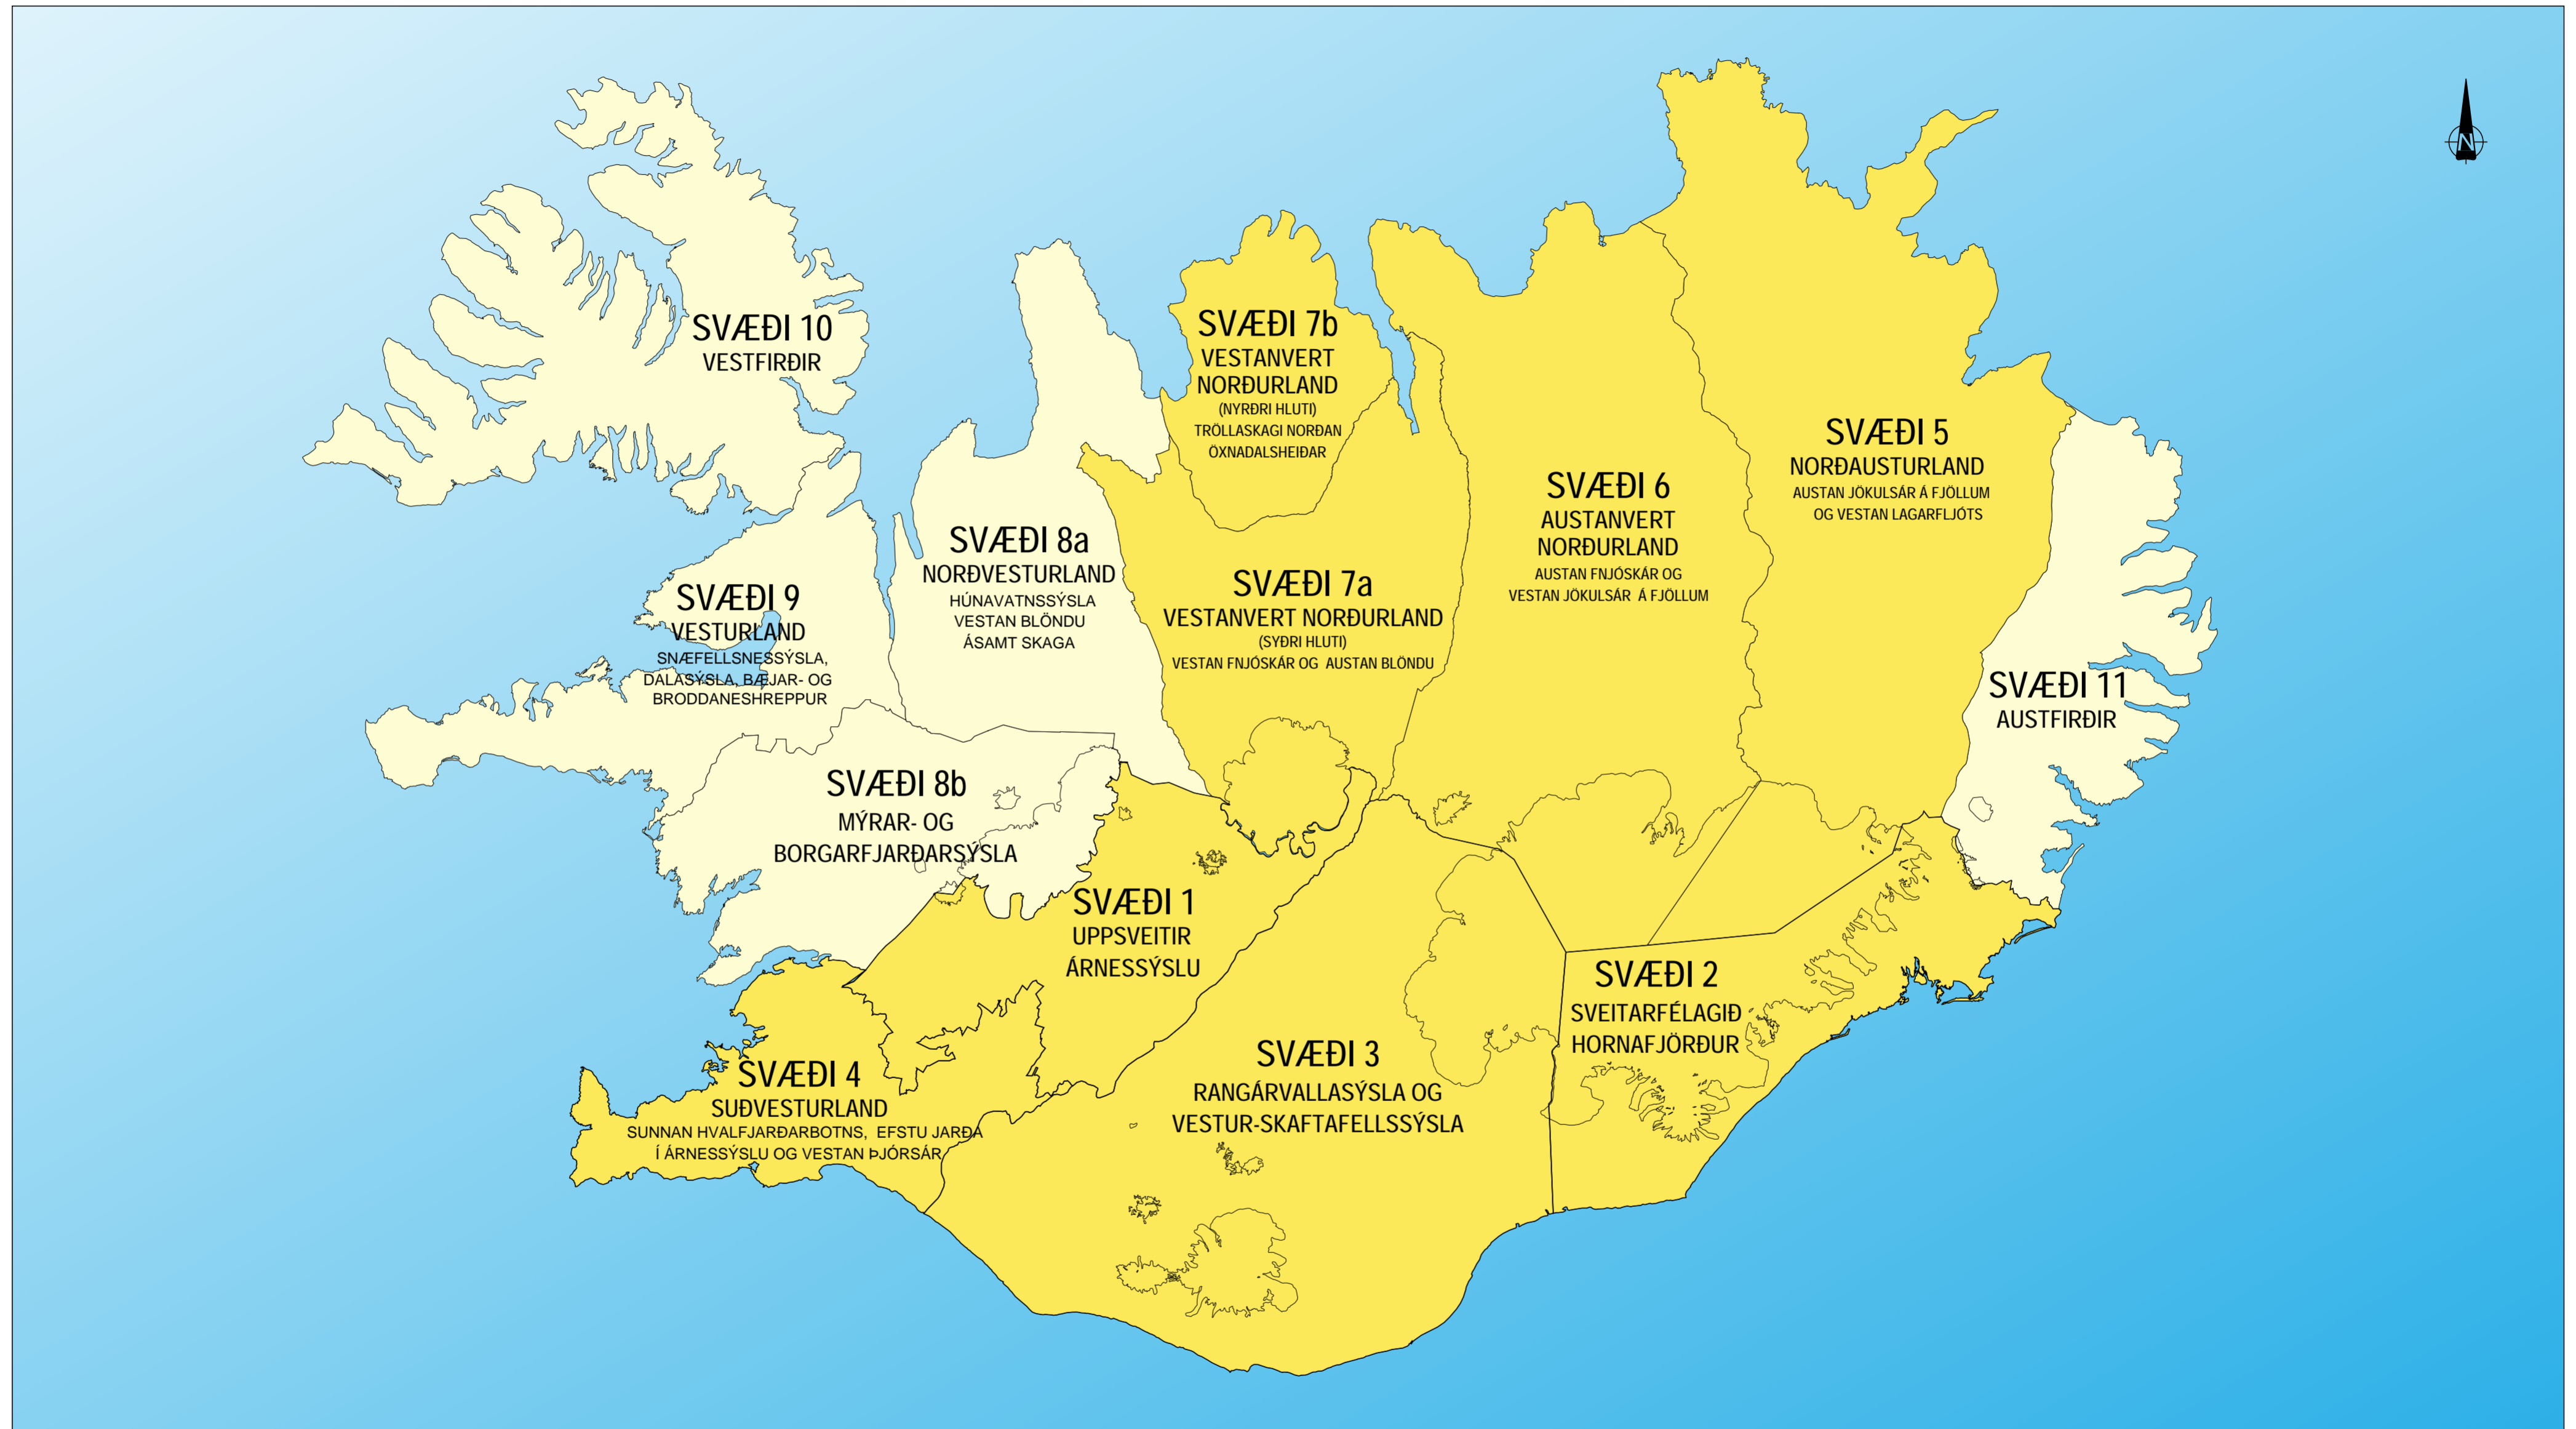 N
SVÆÐI 10
VESTFIRÐIR
SVÆÐI 7b
VESTANVERT
NORÐURLAND
(NYRÐRI HLUTI)
TRÖLLASKAGI NORÐAN
ÖXNADALSHEIÐAR
SVÆÐI 5
NORÐAUSTURLAND
AUSTAN JÖKULSÁR Á FJÖLLUM
OG VESTAN LAGARFLJÓTS
SVÆÐI 6
AUSTANVERT
NORÐURLAND
AUSTAN FNJÓSKÁR OG
VESTAN JÖKULSÁR Á FJÖLLUM
SVÆÐI 8a
NORÐVESTURLAND
HÚNAVATNSSÝSLA
VESTAN BLÖNDU
ÁSAMT SKAGA
SVÆÐI 7a
VESTANVERT NORÐURLAND
(SYÐRI HLUTI)
VESTAN FNJÓSKÁR OG AUSTAN BLÖNDU
SVÆÐI 9
VESTURLAND
SNÆFELLSNESSÝSLA,
DALASÝSLA, BÆJAR- OG
BRODDANESHREPPUR
SVÆÐI 11
AUSTFIRÐIR
SVÆÐI 8b
MÝRAR- OG
BORGARFJARÐARSÝSLA
SVÆÐI 1
UPPSVEITIR
ÁRNESSÝSLU
SVÆÐI 2
SVEITARFÉLAGIÐ
HORNAFJÖRÐUR
SVÆÐI 3
RANGÁRVALLASÝSLA OG
VESTUR-SKAFTAFELLSSÝSLA
SVÆÐI 4
SUÐVESTURLAND
SUNNAN HVALFJARÐARBOTNS, EFSTU JARÐA
Í ÁRNESSÝSLU OG VESTAN ÞJÓRSÁR